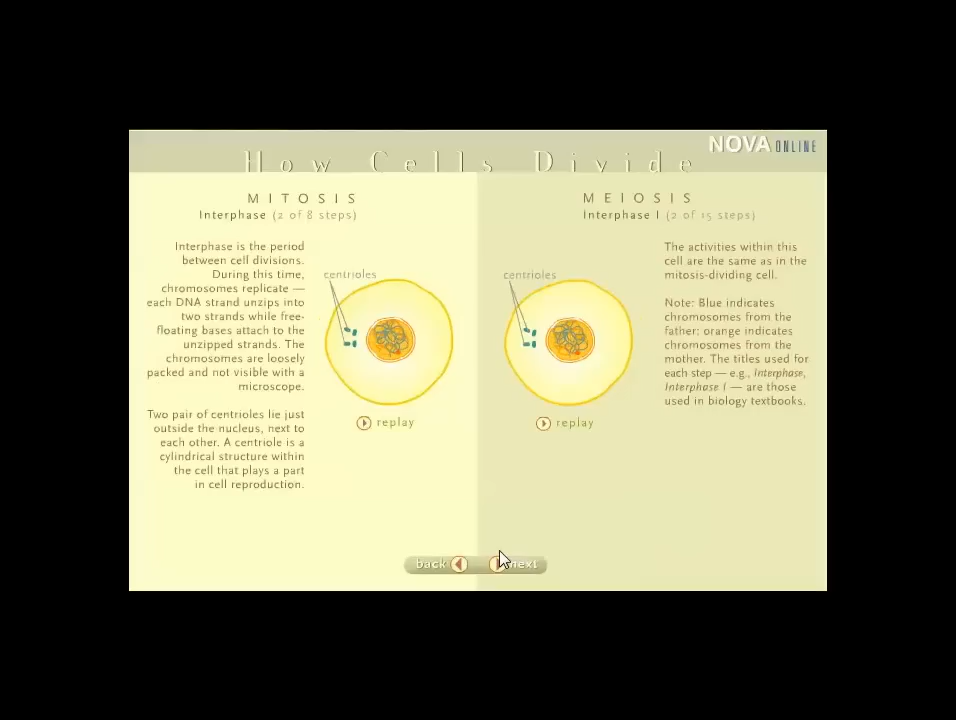 NOVA ONLINE
How Cells Divide
MITOSIS
Interphase (2 of 8 steps)
Interphase is the period
between cell divisions.
During this time,
chromosomes replicate —
each DNA strand unzips into
two strands while free-
floating bases attach to the
unzipped strands. The
chromosomes are loosely
packed and not visible with a
microscope.
Two pair of centrioles lie just
outside the nucleus, next to
each other. A centriole is a
cylindrical structure within
the cell that plays a part
in cell reproduction.
centrioles
replay
MEIOSIS
Interphase I (2 of 15 steps)
centrioles
replay
The activities within this
cell are the same as in the
mitosis-dividing cell.
Note: Blue indicates
chromosomes from the
father; orange indicates
chromosomes from the
mother. The titles used for
each step — e.g., Interphase,
Interphase I — are those
used in biology textbooks.
back
next